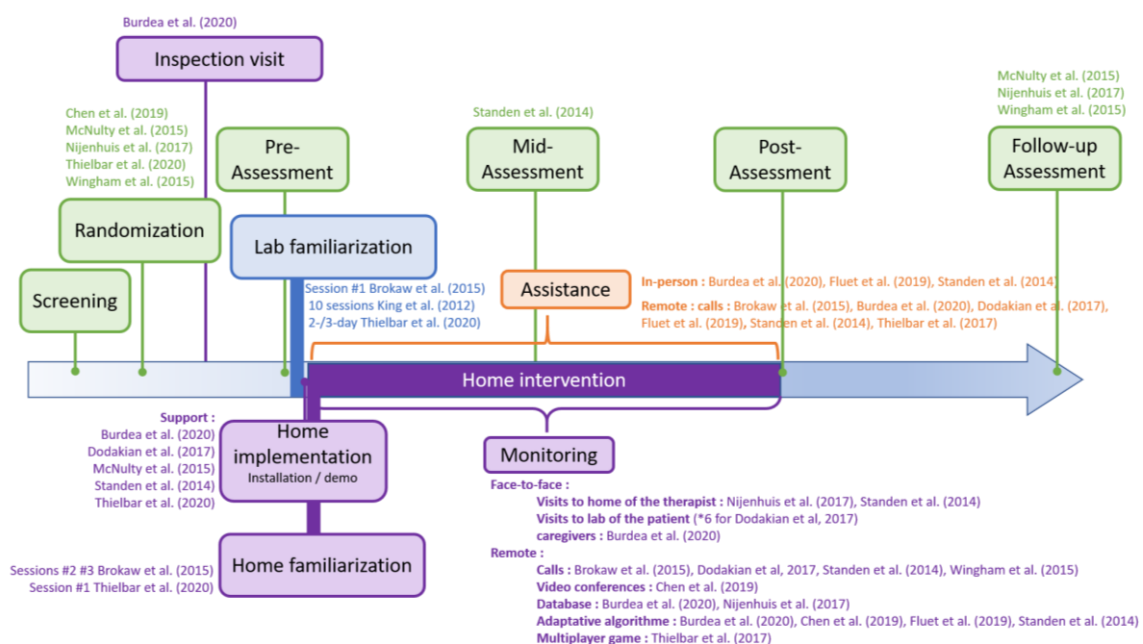 Burdea et al. (2020)
Inspection visit
Chen et al. (2019)
McNulty et al. (2015)
Nijenhuis et al. (2017)
Thielbar et al. (2020)
Wingham et al. (2015)
Randomization
Screening
Pre-
Assessment
Lab familiarization
Session #1 Brokaw et al. (2015)
10 sessions King et al. (2012)
2-/3-day Thielbar et al. (2020)
Standen et al. (2014)
Mid-
Assessment
Post-
Assessment
McNulty et al. (2015)
Nijenhuis et al. (2017)
Wingham et al. (2015)
Follow-up
Assessment
Assistance
In-person : Burdea et al. (2020), Fluet et al. (2019), Standen et al. (2014)
Remote : calls : Brokaw et al. (2015), Burdea et al. (2020), Dodakian et al. (2017),
Fluet et al. (2019), Standen et al. (2014), Thielbar et al. (2017)
Home intervention
Support :
Burdea et al. (2020)
Dodakian et al. (2017)
McNulty et al. (2015)
Standen et al. (2014)
Thielbar et al. (2020)
Home
implementation
Installation / demo
Home familiarization
Sessions #2 #3 Brokaw et al. (2015)
Session #1 Thielbar et al. (2020)
Monitoring
Face-to-face :
Visits to home of the therapist : Nijenhuis et al. (2017), Standen et al. (2014)
Visits to lab of the patient (*6 for Dodakian et al, 2017)
caregivers : Burdea et al. (2020)
Remote :
Calls : Brokaw et al. (2015), Dodakian et al, 2017, Standen et al. (2014), Wingham et al. (2015)
Video conferences : Chen et al. (2019)
Database : Burdea et al. (2020), Nijenhuis et al. (2017)
Adaptative algorithme : Burdea et al. (2020), Chen et al. (2019), Fluet et al. (2019), Standen et al. (2014)
Multiplayer game : Thielbar et al. (2017)